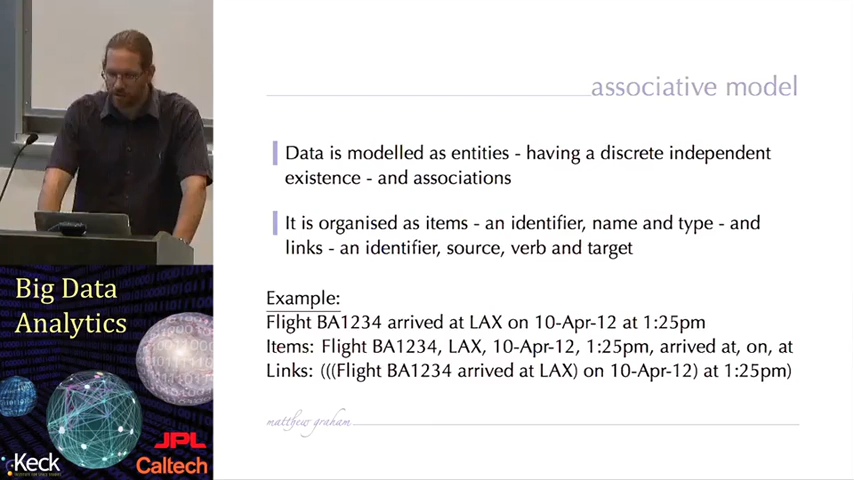 associative model
Data is modelled as entities - having a discrete independent
existence - and associations
It is organised as items - an identifier, name and type - and
links - an identifier, source, verb and target
Example:
Flight BA1234 arrived at LAX on 10-Apr-12 at 1:25pm
Items: Flight BA1234, LAX, 10-Apr-12, 1:25pm, arrived at, on, at
Links: (((Flight BA1234 arrived at LAX) on 10-Apr-12) at 1:25pm)
matthew graham
Big Data
Analytics
JPL
Keck
Caltech